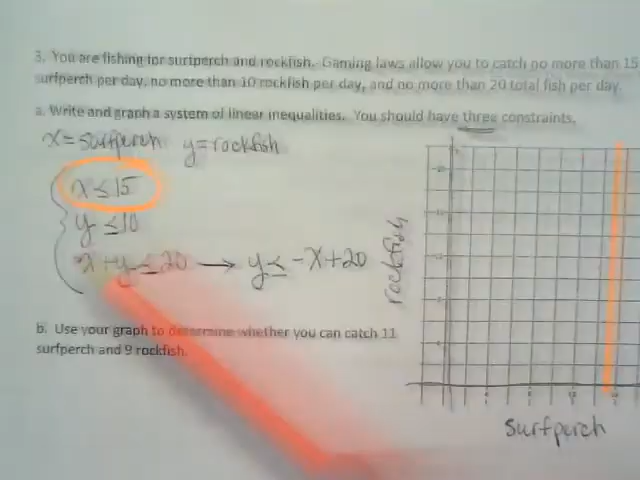 3. You are fishing for surfperch and rockfish. Gaming laws allow you to catch no more than 15
surfperch per day, no more than 10 rockfish per day, and no more than 20 total fish per day.
a. Write and graph a system of linear inequalities. You should have three constraints.
x = surfperch y = rockfish
x ≤ 15
y ≤ 10
x + y ≤ 20 → y ≤ -x + 20
rockfish
b. Use your graph to determine whether you can catch 11
surfperch and 9 rockfish.
surfperch